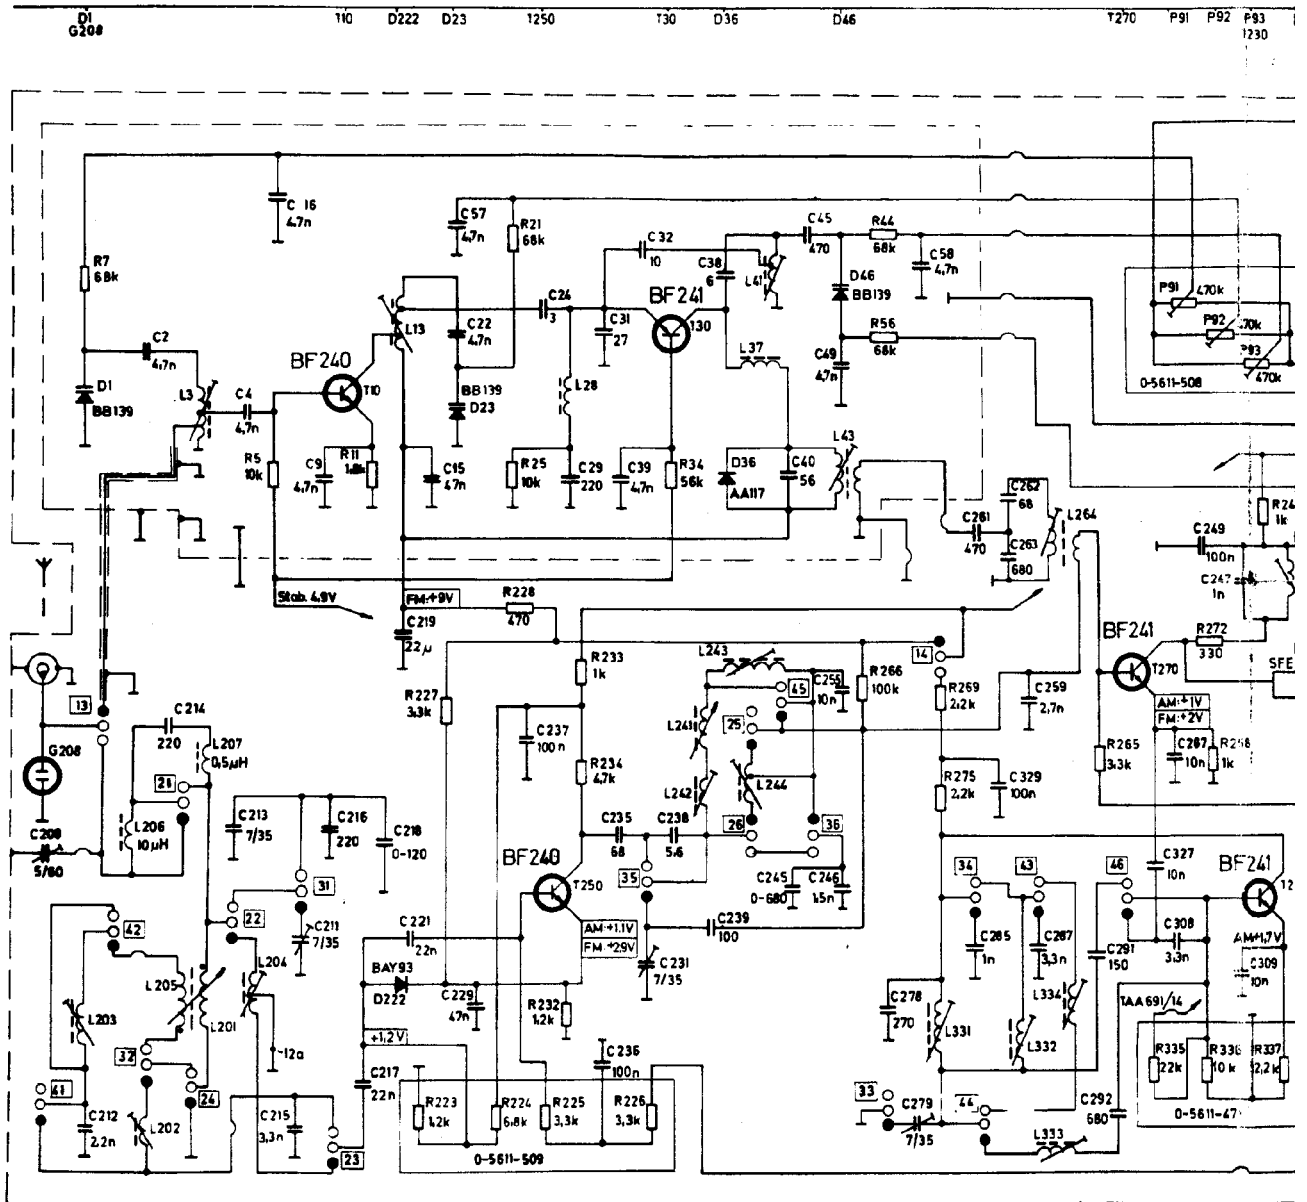 D1 T10 D222 D23 T250 T30 D36 D46 T270 P91 P92 P93
G208 T230
C 16
4,7n
C57
4,7n
R21
68k
C32
10
C38
6
L41
C45
470
R44
68k
C58
4,7n
R7
68k
D46
BB139
P91 470k
P92
P93
470k
0-5611-508
L13
C22
4,7n
C24
3
C31
27
BF241
T30
R56
68k
C49
4,7n
L37
C2
4,7n
D1
BB139
L3
C4
4,7n
BF240
T10
BB139
D23
L28
R5
10k
C9
4,7n
R11
1,8k
C15
47n
R25
10k
C29
220
C39
4,7n
R34
56k
D36
AA117
C40
56
L43
C261
470
C262
68
C263
680
L264
R24
1k
C249
100n
C247
1n
Stab. 4.9V
FM:+9V
R228
470
C219
22µ
R227
3,3k
R233
1k
L243
45
C255
10n
R266
100k
14
R269
2,2k
C259
2,7n
BF241
T270
R272
330
SFE
AM:+1V
FM:+2V
13
G208
C214
220
L207
0,5µH
21
C237
100n
R234
4,7k
L241
25
L242
L244
R275
2,2k
C329
100n
R265
3,3k
C267
10n
1k
C209
5/60
L206
10µH
C213
7/35
C216
220
C218
0-120
C235
68
C238
5,6
26
36
BF240
T250
35
C245
0-680
C246
1,5n
34
43
46
C327
10n
BF241
42
22
31
C211
7/35
C221
22n
AM:+1.1V
FM:+2.9V
C239
100
C285
1n
C287
3,3n
C291
150
C308
3,3n
AM:+1,7V
C309
10n
L205
L204
BAY93
D222
C229
47n
R232
1,2k
C231
7/35
C278
270
L331
L332
L334
TAA691/14
L203
L201
-12a
+1,2V
32
C217
22n
C236
100n
R335
22k
R336
10k
R337
2,2k
41
24
C212
2,2n
L202
C215
3,3n
23
R223
1,2k
R224
6,8k
R225
3,3k
R226
3,3k
0-5611-509
33
C279
7/35
44
L333
C292
680
0-5611-47